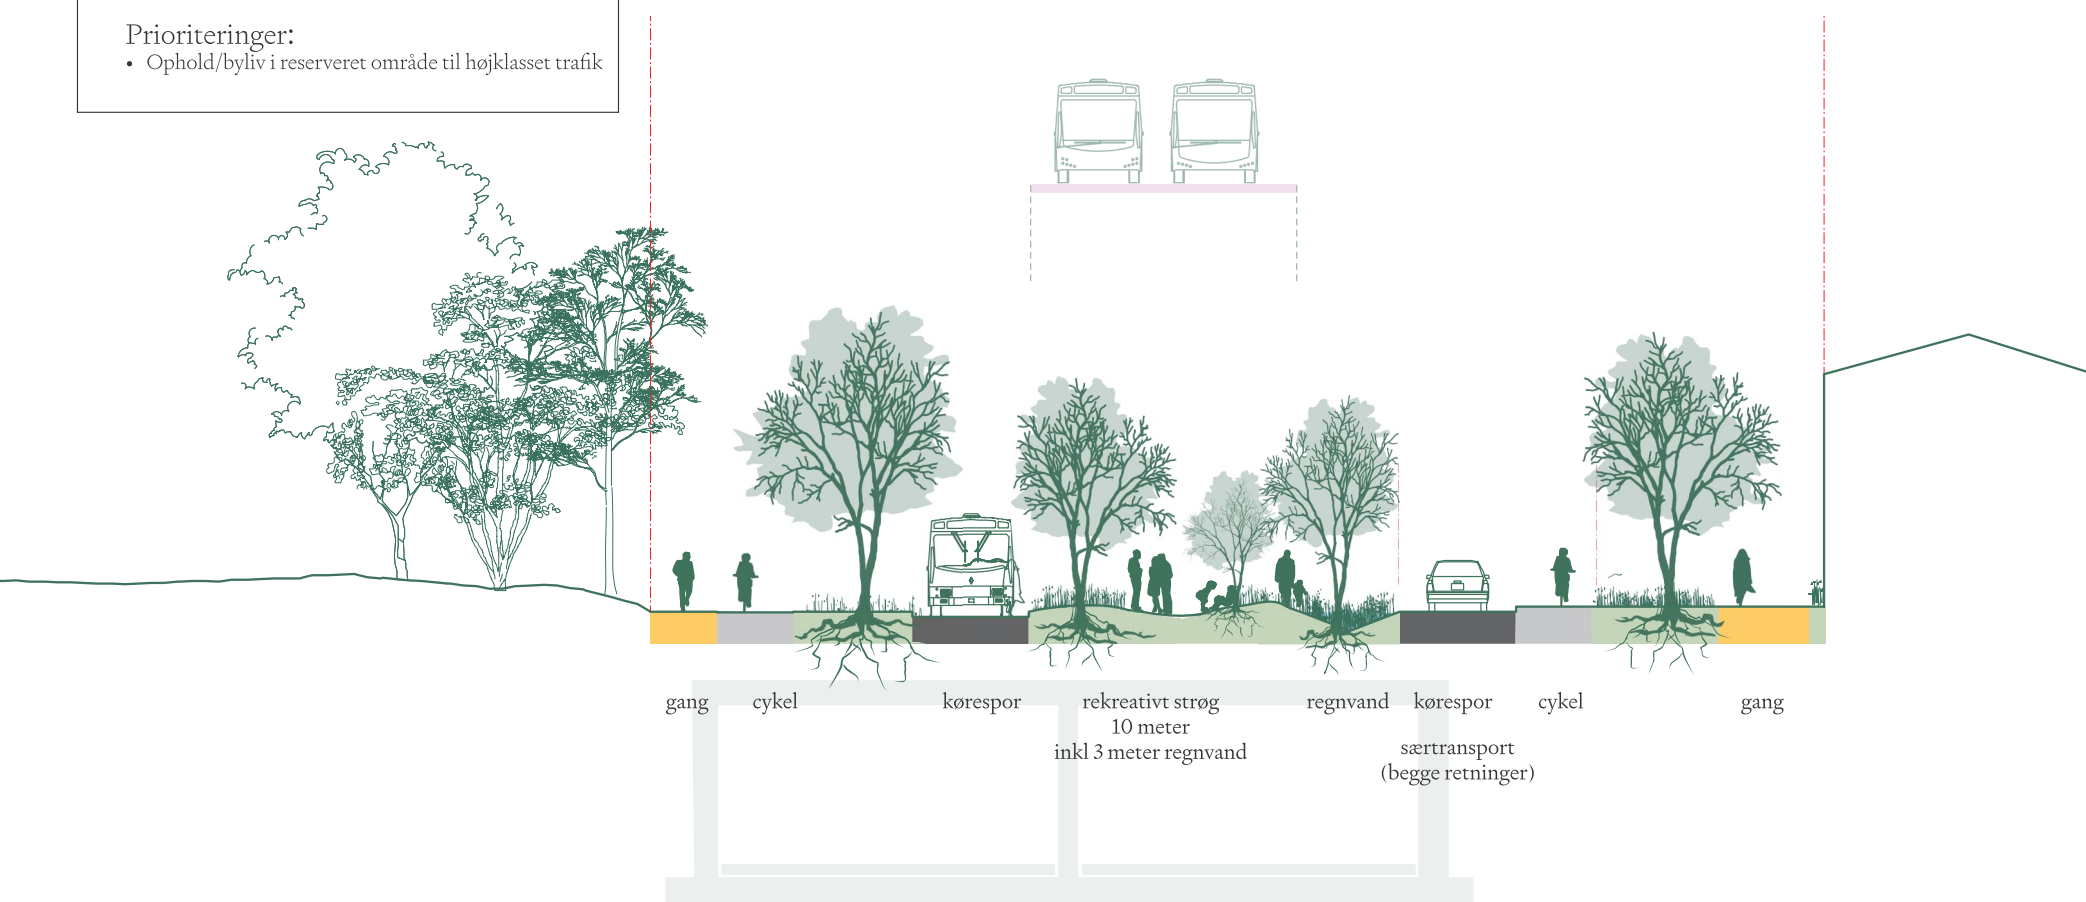 Prioriteringer:
• Ophold/byliv i reserveret område til højklasset trafik
gang cykel kørespor rekreativt strøg regnvand kørespor cykel gang
10 meter
inkl 3 meter regnvand
særtransport
(begge retninger)